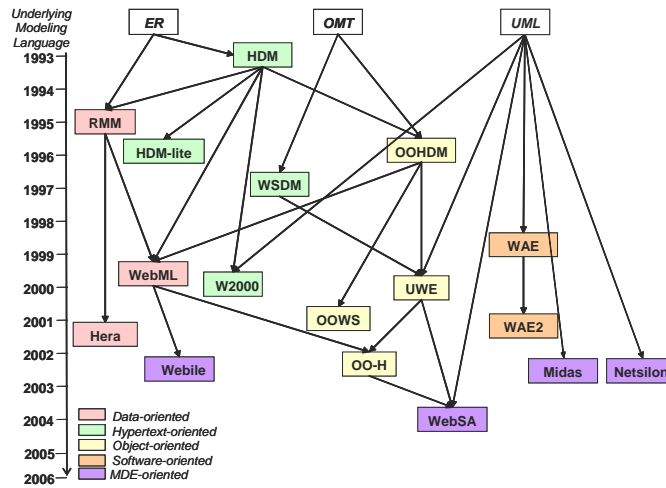 Underlying
Modeling
Language
ER
OMT
UML
1993
HDM
1994
1995
RMM
HDM-lite
OOHDM
1996
WSDM
1997
1998
WAE
1999
WebML
W2000
UWE
2000
OOWS
WAE2
2001
Hera
2002
OO-H
Webile
Midas
Netsilon
2003
WebSA
2004
Data-oriented
Hypertext-oriented
Object-oriented
2005
Software-oriented
MDE-oriented
2006